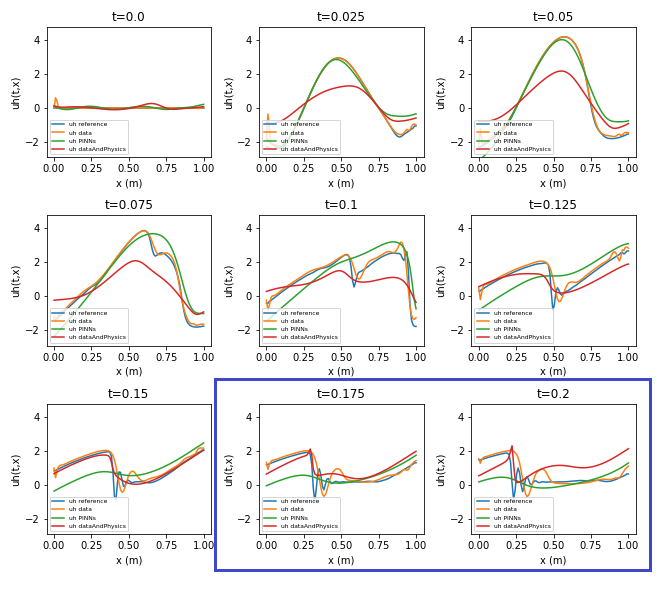 t=0.0 t=0.025 t=0.05
uh(t,x) 4 2 0 −2
uh reference
uh data
uh PINNs
uh dataAndPhysics
0.00 0.25 0.50 0.75 1.00
x (m)
uh(t,x) 4 2 0 −2
uh reference
uh data
uh PINNs
uh dataAndPhysics
0.00 0.25 0.50 0.75 1.00
x (m)
uh(t,x) 4 2 0 −2
uh reference
uh data
uh PINNs
uh dataAndPhysics
0.00 0.25 0.50 0.75 1.00
x (m)
t=0.075 t=0.1 t=0.125
uh(t,x) 4 2 0 −2
uh reference
uh data
uh PINNs
uh dataAndPhysics
0.00 0.25 0.50 0.75 1.00
x (m)
uh(t,x) 4 2 0 −2
uh reference
uh data
uh PINNs
uh dataAndPhysics
0.00 0.25 0.50 0.75 1.00
x (m)
uh(t,x) 4 2 0 −2
uh reference
uh data
uh PINNs
uh dataAndPhysics
0.00 0.25 0.50 0.75 1.00
x (m)
t=0.15 t=0.175 t=0.2
uh(t,x) 4 2 0 −2
uh reference
uh data
uh PINNs
uh dataAndPhysics
0.00 0.25 0.50 0.75 1.00
x (m)
uh(t,x) 4 2 0 −2
uh reference
uh data
uh PINNs
uh dataAndPhysics
0.00 0.25 0.50 0.75 1.00
x (m)
uh(t,x) 4 2 0 −2
uh reference
uh data
uh PINNs
uh dataAndPhysics
0.00 0.25 0.50 0.75 1.00
x (m)